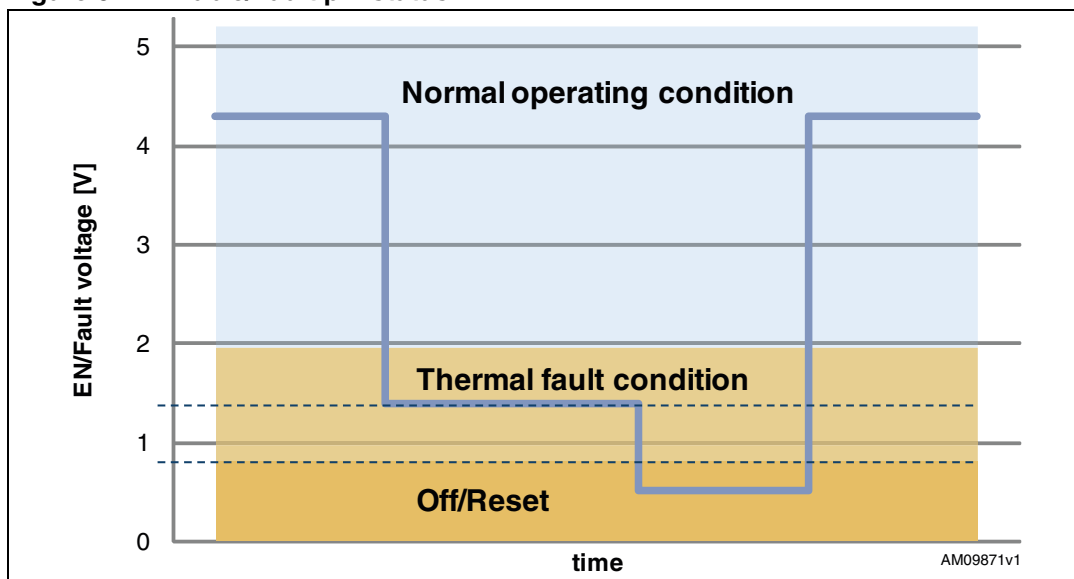 5
Normal operating condition
4
EN/Fault voltage [V]
3
2
Thermal fault condition
1
Off/Reset
0
time
AM09871v1